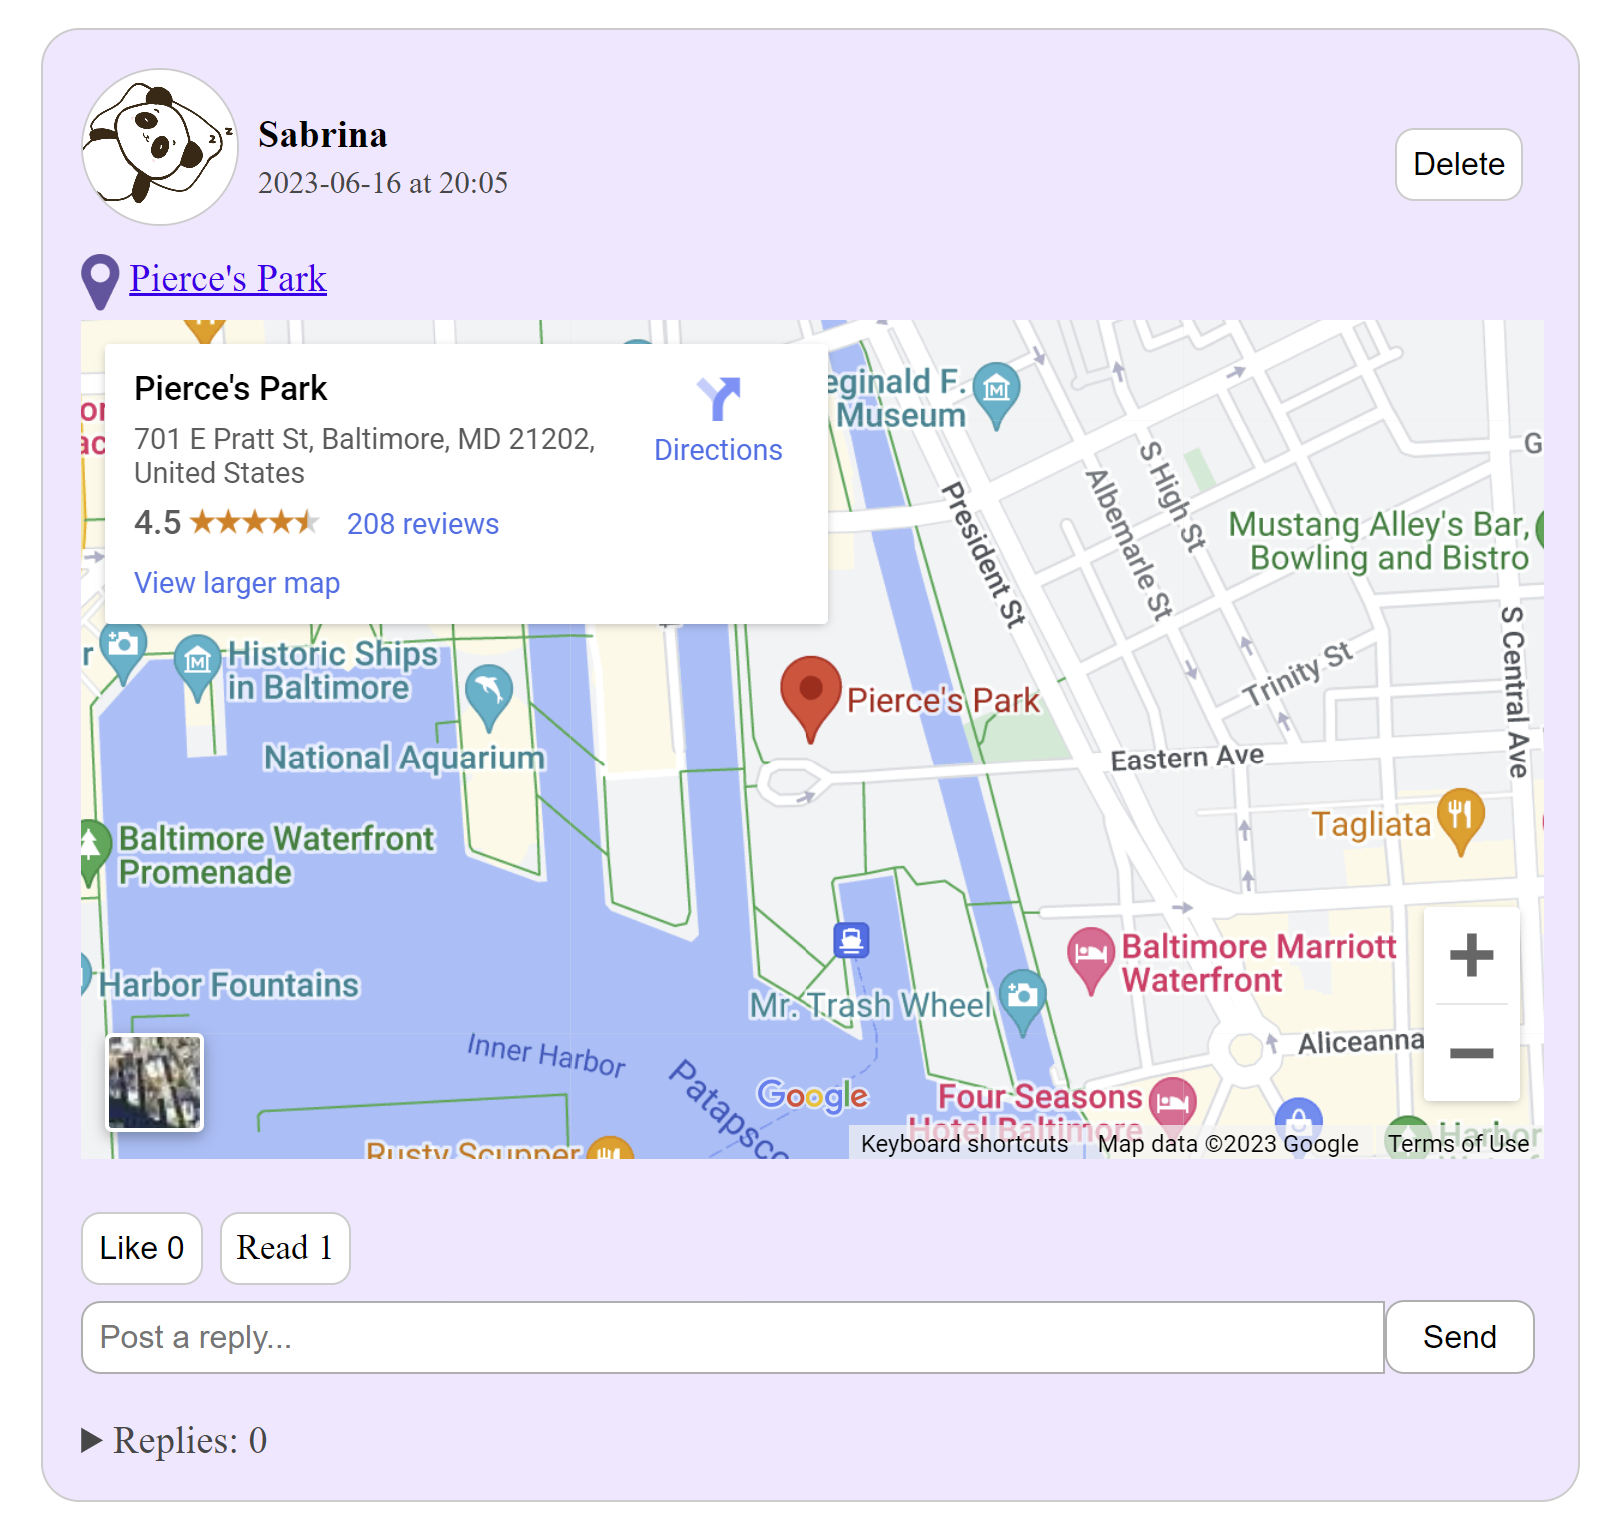 Sabrina
2023-06-16 at 20:05
Delete
Pierce's Park
Pierce's Park
701 E Pratt St, Baltimore, MD 21202,
United States
4.5
208 reviews
View larger map
Directions
eginald F.
Museum
President St
Albemarle St
S High St
G
Mustang Alley's Bar,
Bowling and Bistro
S Central Ave
Trinity St
Historic Ships
in Baltimore
National Aquarium
Pierce's Park
Eastern Ave
Tagliata
Baltimore Waterfront
Promenade
Baltimore Marriott
Waterfront
Harbor Fountains
Mr. Trash Wheel
Inner Harbor
Patapsco
Aliceanna
Google
Four Seasons
Hotel Baltimore
Harbor
Rusty Scupper
Keyboard shortcuts
Map data ©2023 Google
Terms of Use
Like 0
Read 1
Post a reply...
Send
Replies: 0